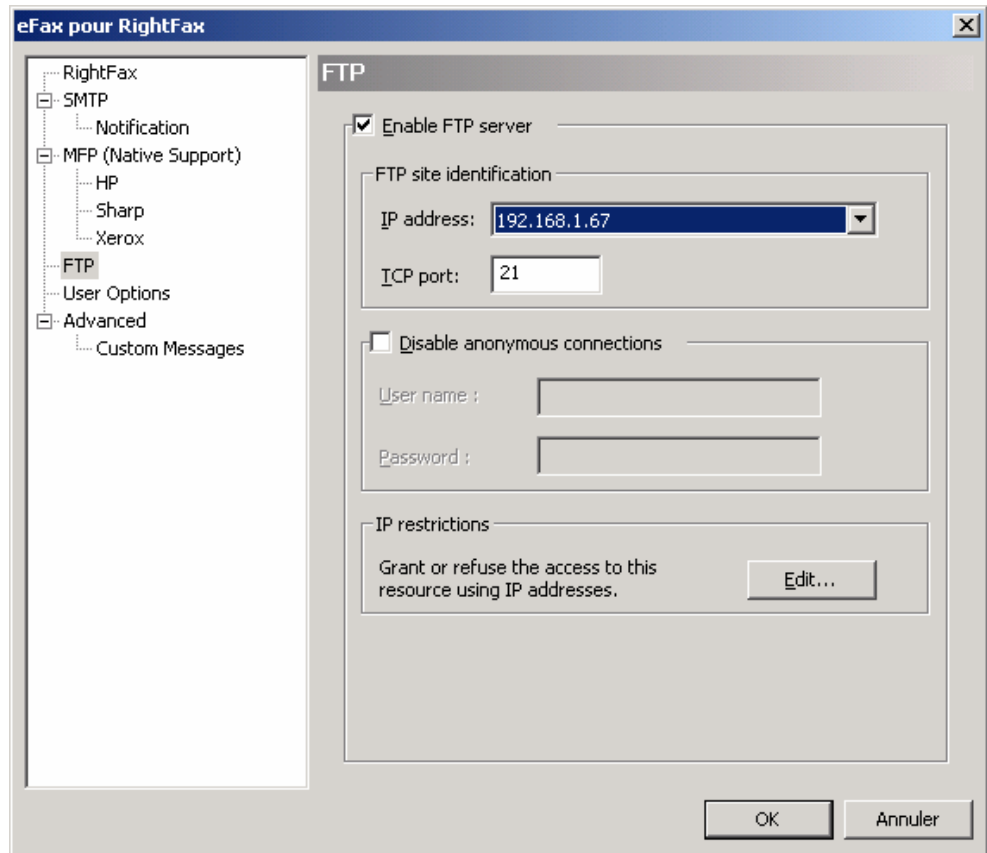 eFax pour RightFax
RightFax
SMTP
Notification
MFP (Native Support)
HP
Sharp
Xerox
FTP
User Options
Advanced
Custom Messages
FTP
Enable FTP server
FTP site identification
IP address: 192.168.1.67
TCP port: 21
Disable anonymous connections
User name :
Password :
IP restrictions
Grant or refuse the access to this
resource using IP addresses.
Edit...
OK Annuler